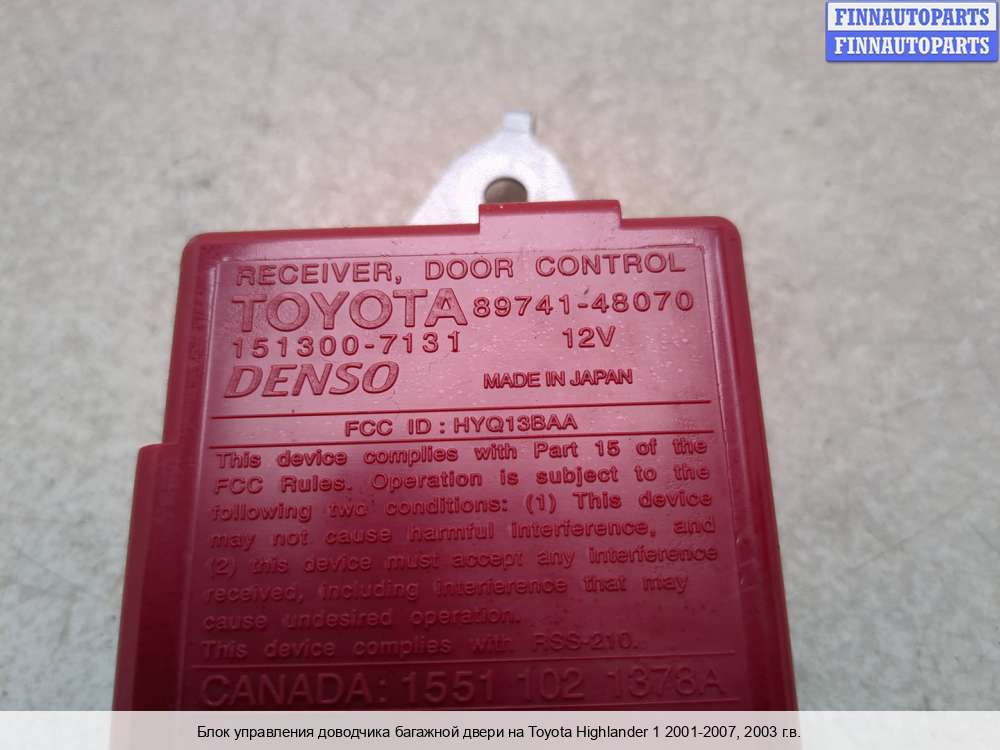 FINNAUTOPARTS
FINNAUTOPARTS
RECEIVER, DOOR CONTROL
TOYOTA 89741-48070
151300-7131 12V
DENSO MADE IN JAPAN
FCC ID : HYQ13BAA
This device complies with Part 15 of the
FCC Rules. Operation is subject to the
following two conditions: (1) This device
may not cause harmful interference, and
(2) this device must accept any interference
received, including interference that may
cause undesired operation.
This device complies with RSS-210.
CANADA: 1551 102 1378A
Блок управления доводчика багажной двери на Toyota Highlander 1 2001-2007, 2003 г.в.